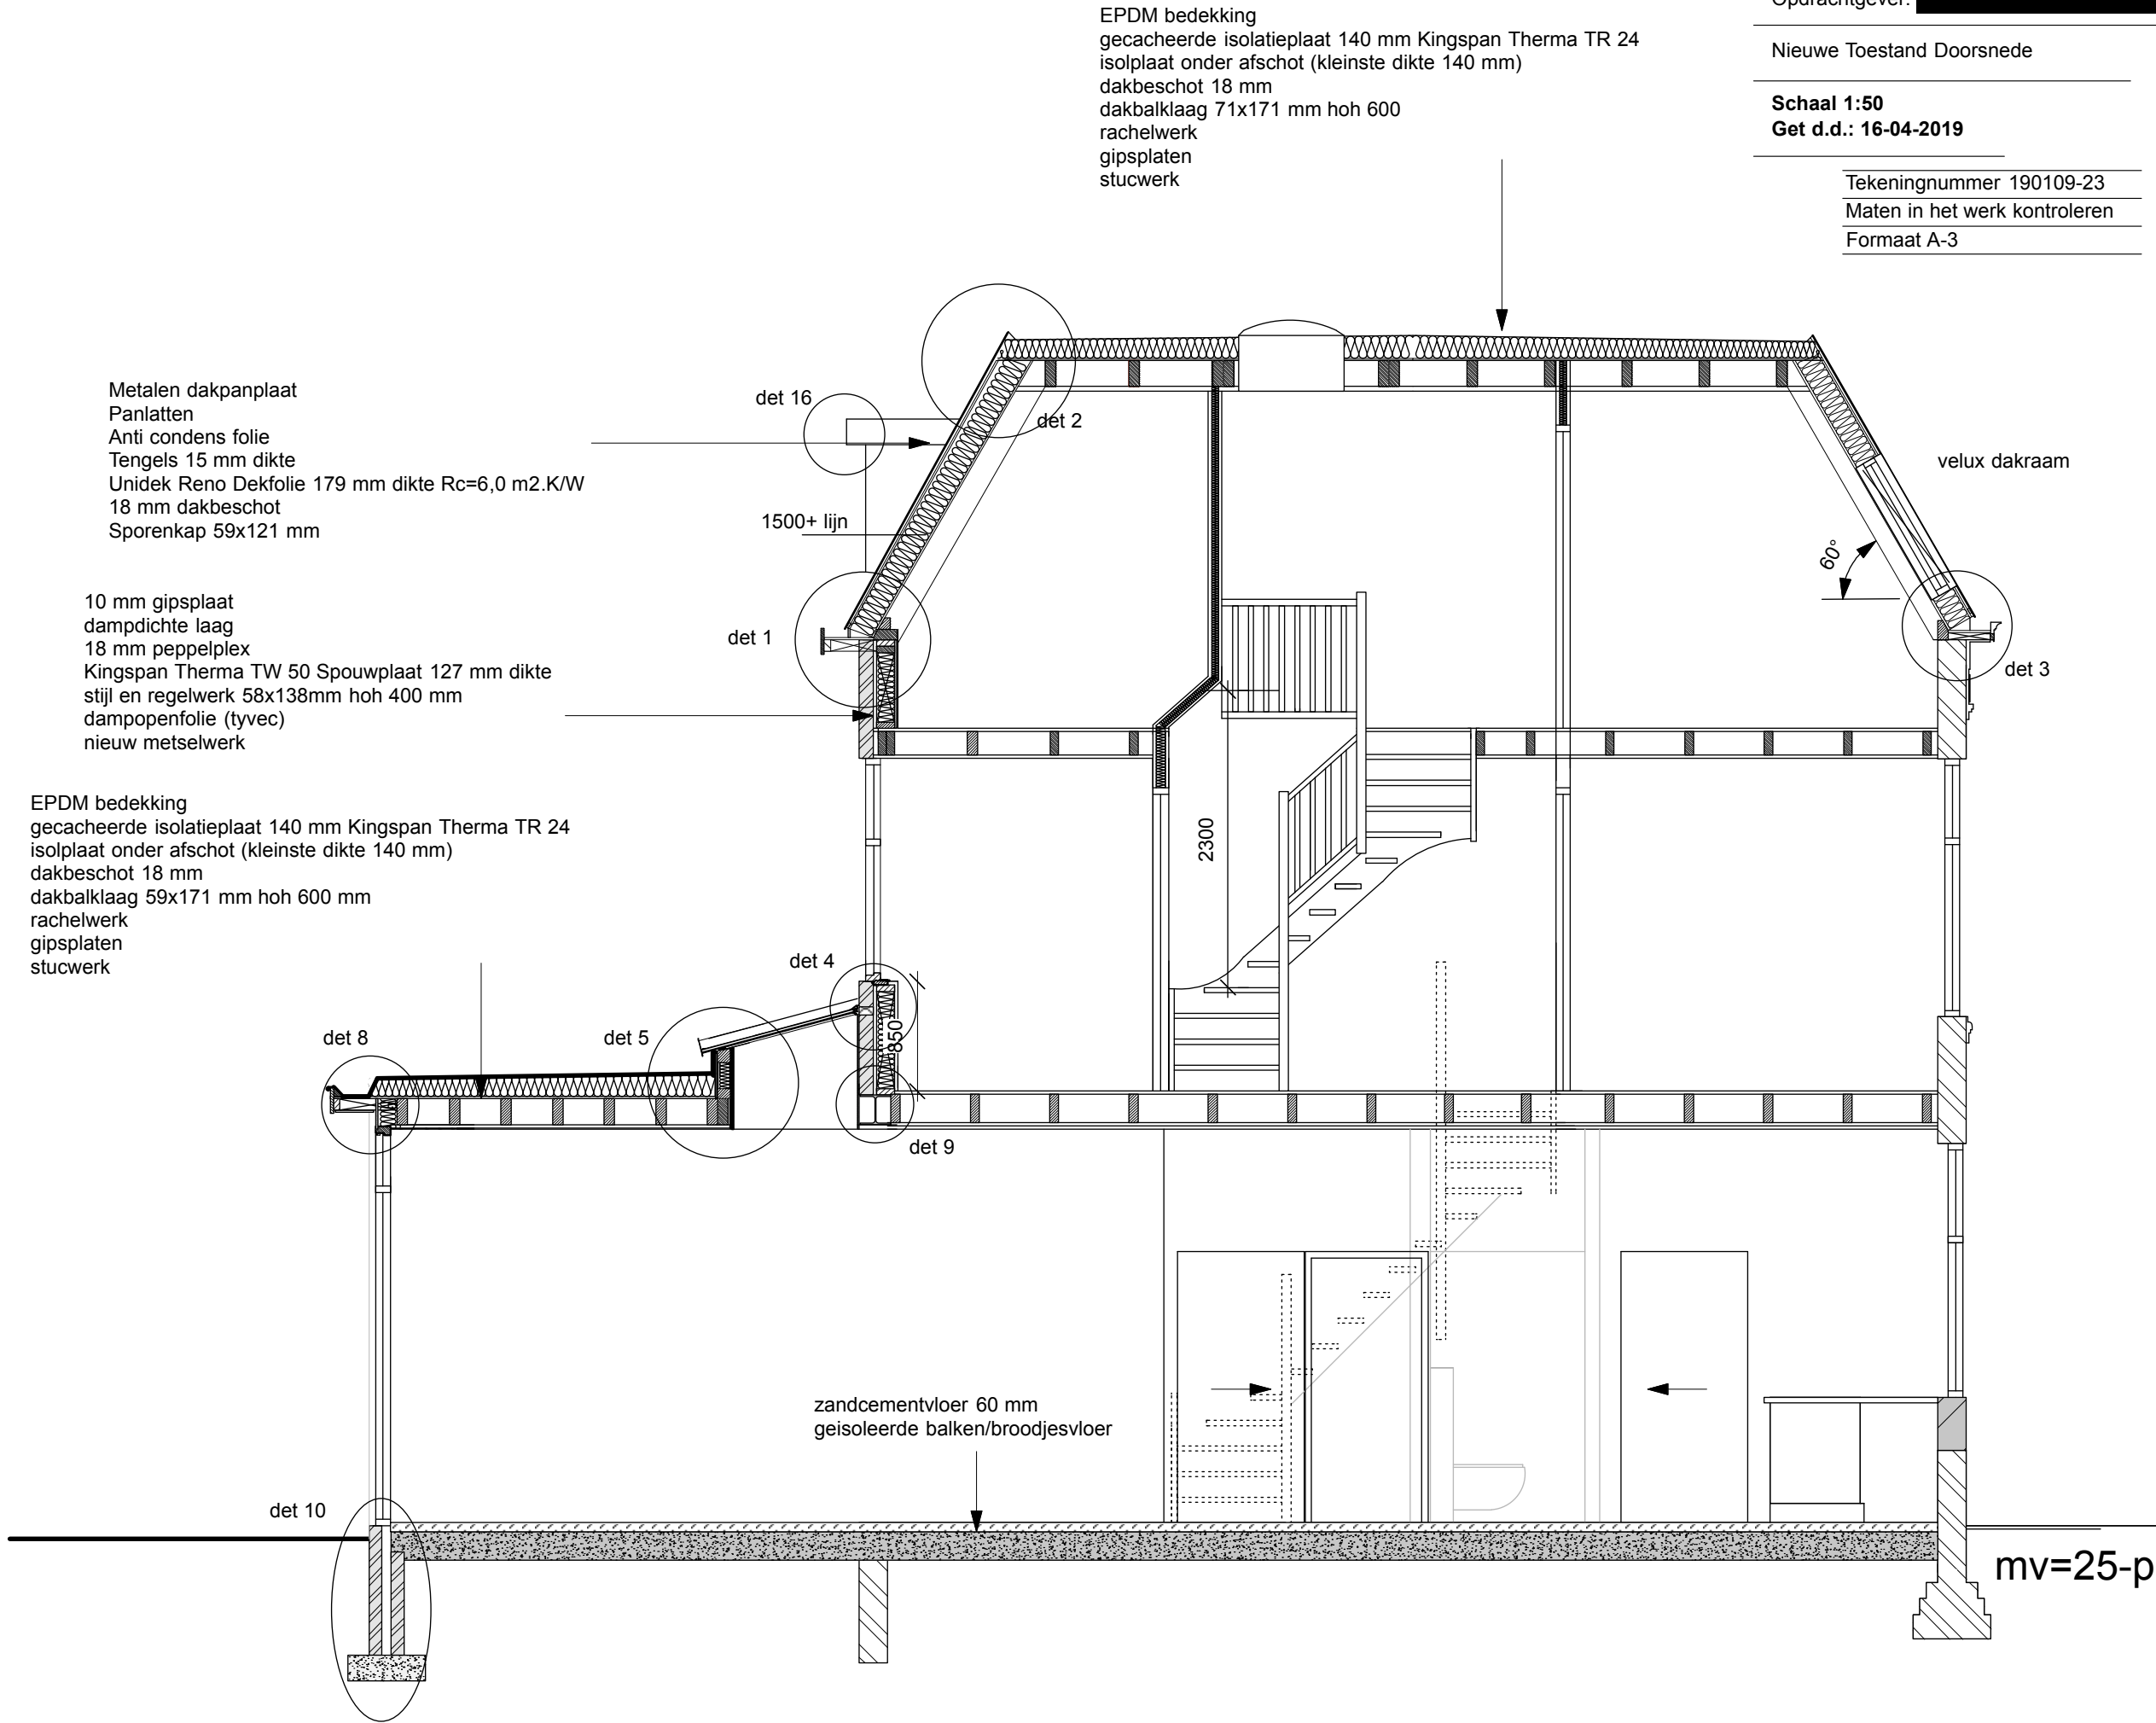 EPDM bedekking
gecacheerde isolatieplaat 140 mm Kingspan Therma TR 24
isolplaat onder afschot (kleinste dikte 140 mm)
dakbeschot 18 mm
dakbalklaag 71x171 mm hoh 600
rachelwerk
gipsplaten
stucwerk
Opdrachtgever:
Nieuwe Toestand Doorsnede
Schaal 1:50
Get d.d.: 16-04-2019
Tekeningnummer 190109-23
Maten in het werk kontroleren
Formaat A-3
Metalen dakpanplaat
Panlatten
Anti condens folie
Tengels 15 mm dikte
Unidek Reno Dekfolie 179 mm dikte Rc=6,0 m2.K/W
18 mm dakbeschot
Sporenkap 59x121 mm
det 16
det 2
velux dakraam
1500+ lijn
60°
10 mm gipsplaat
dampdichte laag
18 mm peppelplex
Kingspan Therma TW 50 Spouwplaat 127 mm dikte
stijl en regelwerk 58x138mm hoh 400 mm
dampopenfolie (tyvec)
nieuw metselwerk
det 1
det 3
EPDM bedekking
gecacheerde isolatieplaat 140 mm Kingspan Therma TR 24
isolplaat onder afschot (kleinste dikte 140 mm)
dakbeschot 18 mm
dakbalklaag 59x171 mm hoh 600 mm
rachelwerk
gipsplaten
stucwerk
2300
det 4
850
det 8
det 5
det 9
zandcementvloer 60 mm
geisoleerde balken/broodjesvloer
det 10
mv=25-p